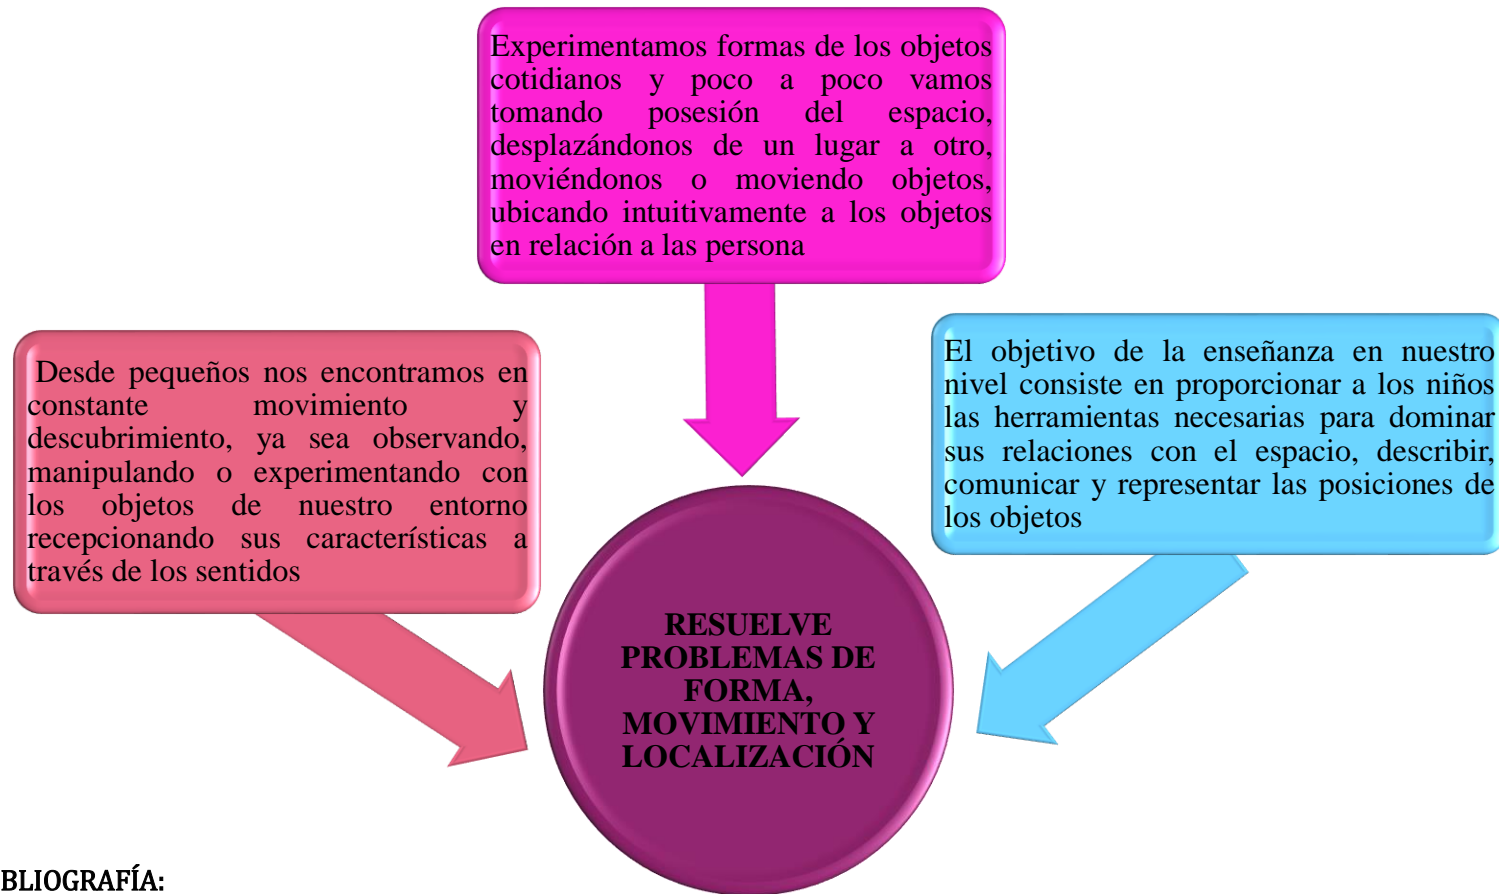 Experimentamos formas de los objetos
cotidianos y poco a poco vamos
tomando posesión del espacio,
desplazándonos de un lugar a otro,
moviéndonos o moviendo objetos,
ubicando intuitivamente a los objetos
en relación a las persona
Desde pequeños nos encontramos en
constante movimiento y
descubrimiento, ya sea observando,
manipulando o experimentando con
los objetos de nuestro entorno
recepcionando sus características a
través de los sentidos
El objetivo de la enseñanza en nuestro
nivel consiste en proporcionar a los niños
las herramientas necesarias para dominar
sus relaciones con el espacio, describir,
comunicar y representar las posiciones de
los objetos
RESUELVE
PROBLEMAS DE
FORMA,
MOVIMIENTO Y
LOCALIZACIÓN
BLIOGRAFÍA: